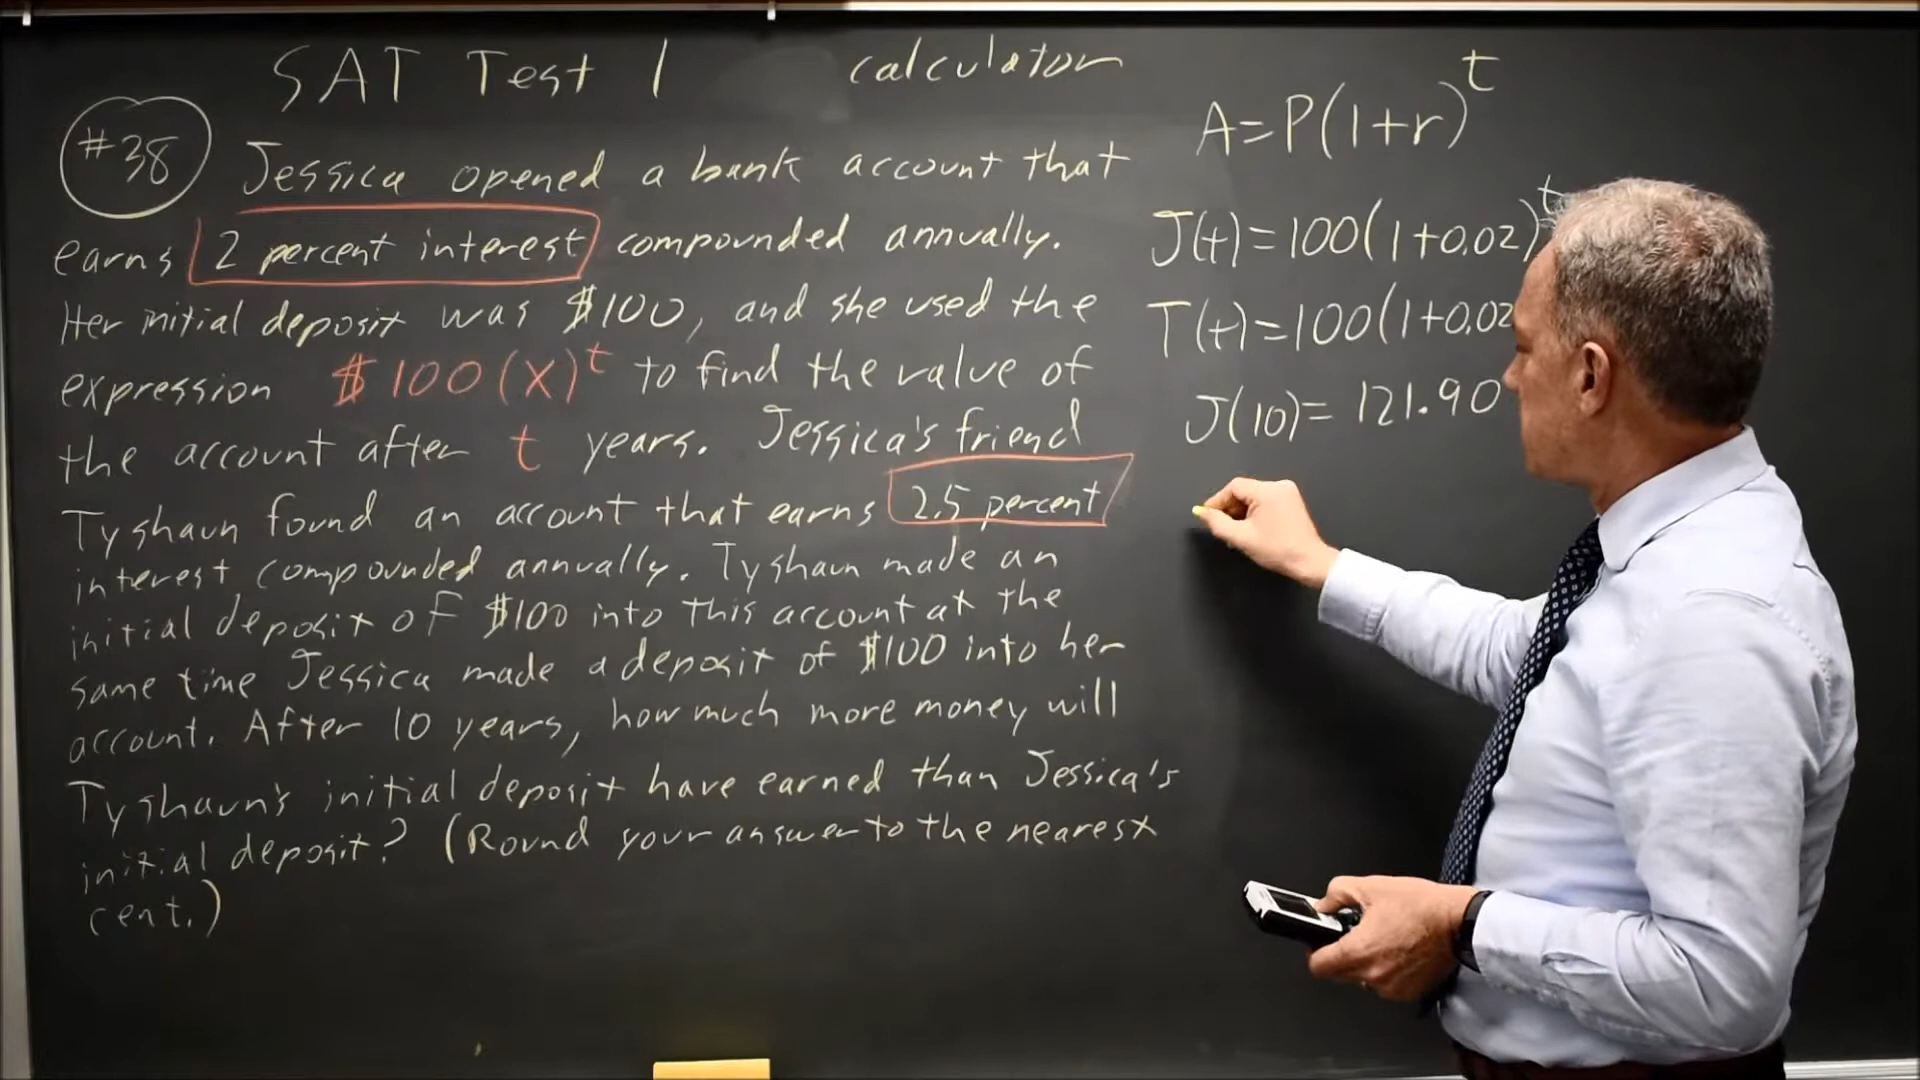 SAT Test 1 calculator
#38 Jessica opened a bank account that
earns 2 percent interest compounded annually.
Her initial deposit was $100, and she used the
expression $100(x)^t to find the value of
the account after t years. Jessica's friend
Tyshaun found an account that earns 2.5 percent
interest compounded annually. Tyshaun made an
initial deposit of $100 into this account at the
same time Jessica made a deposit of $100 into her
account. After 10 years, how much more money will
Tyshaun's initial deposit have earned than Jessica's
initial deposit? (Round your answer to the nearest
cent.)
A=P(1+r)^t
J(t)=100(1+0.02)^t
T(t)=100(1+0.02
J(10)= 121.90